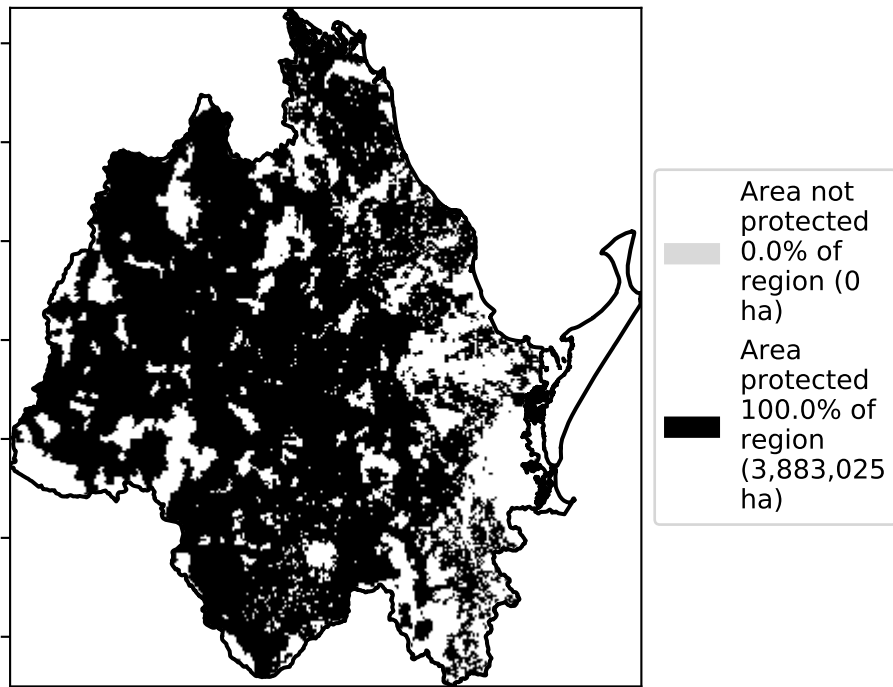 Area not
protected
0.0% of
region (0
ha)
Area
protected
100.0% of
region
(3,883,025
ha)